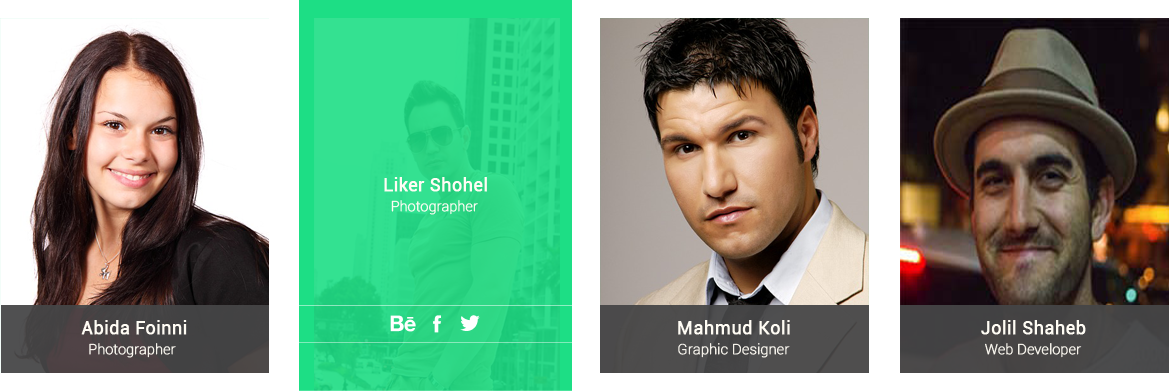 Liker Shohel
Photographer
Bē
Abida Foinni
Photographer
Mahmud Koli
Graphic Designer
Jolil Shaheb
Web Developer